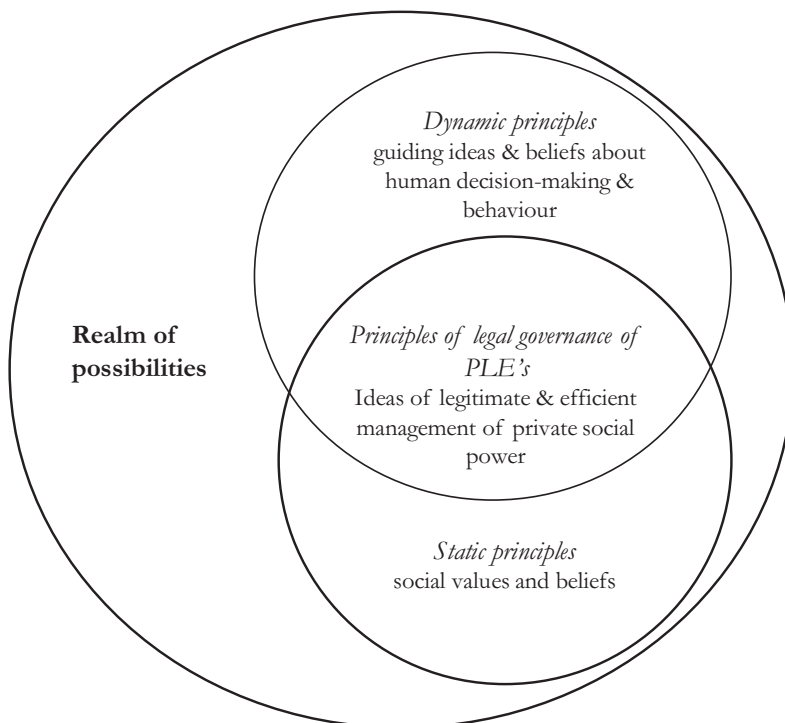 Dynamic principles
guiding ideas & beliefs about
human decision-making &
behaviour
Realm of
possibilities
Principles of legal governance of
PLE's
Ideas of legitimate & efficient
management of private social
power
Static principles
social values and beliefs